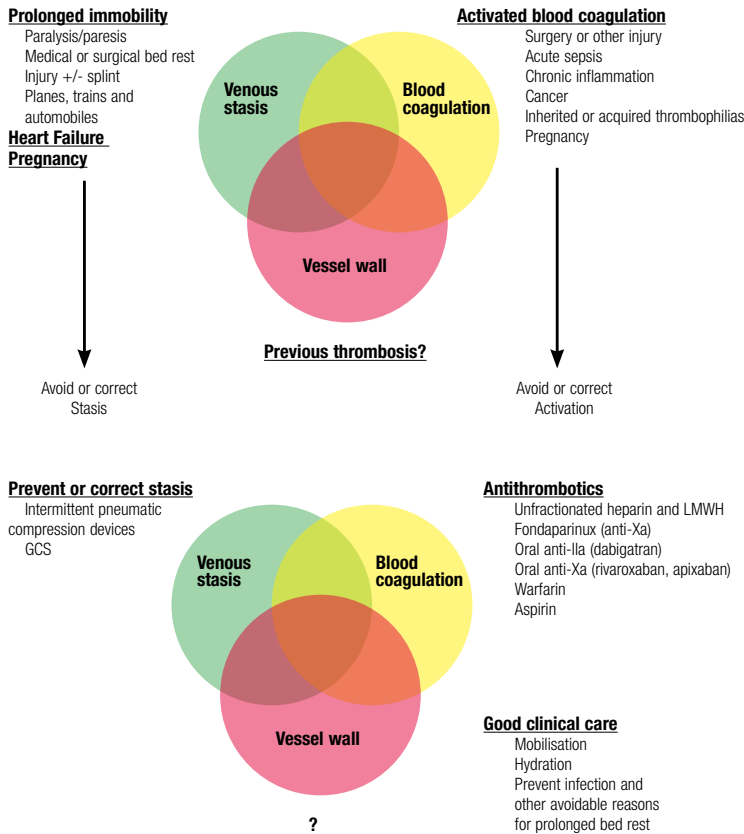 Prolonged immobility
Paralysis/paresis
Medical or surgical bed rest
Injury +/- splint
Planes, trains and
automobiles
Heart Failure
Pregnancy
Avoid or correct
Stasis
Venous
stasis
Blood
coagulation
Vessel wall
Previous thrombosis?
Activated blood coagulation
Surgery or other injury
Acute sepsis
Chronic inflammation
Cancer
Inherited or acquired thrombophilias
Pregnancy
Avoid or correct
Activation
Prevent or correct stasis
Intermittent pneumatic
compression devices
GCS
Venous
stasis
Blood
coagulation
Vessel wall
?
Antithrombotics
Unfractionated heparin and LMWH
Fondaparinux (anti-Xa)
Oral anti-IIa (dabigatran)
Oral anti-Xa (rivaroxaban, apixaban)
Warfarin
Aspirin
Good clinical care
Mobilisation
Hydration
Prevent infection and
other avoidable reasons
for prolonged bed rest